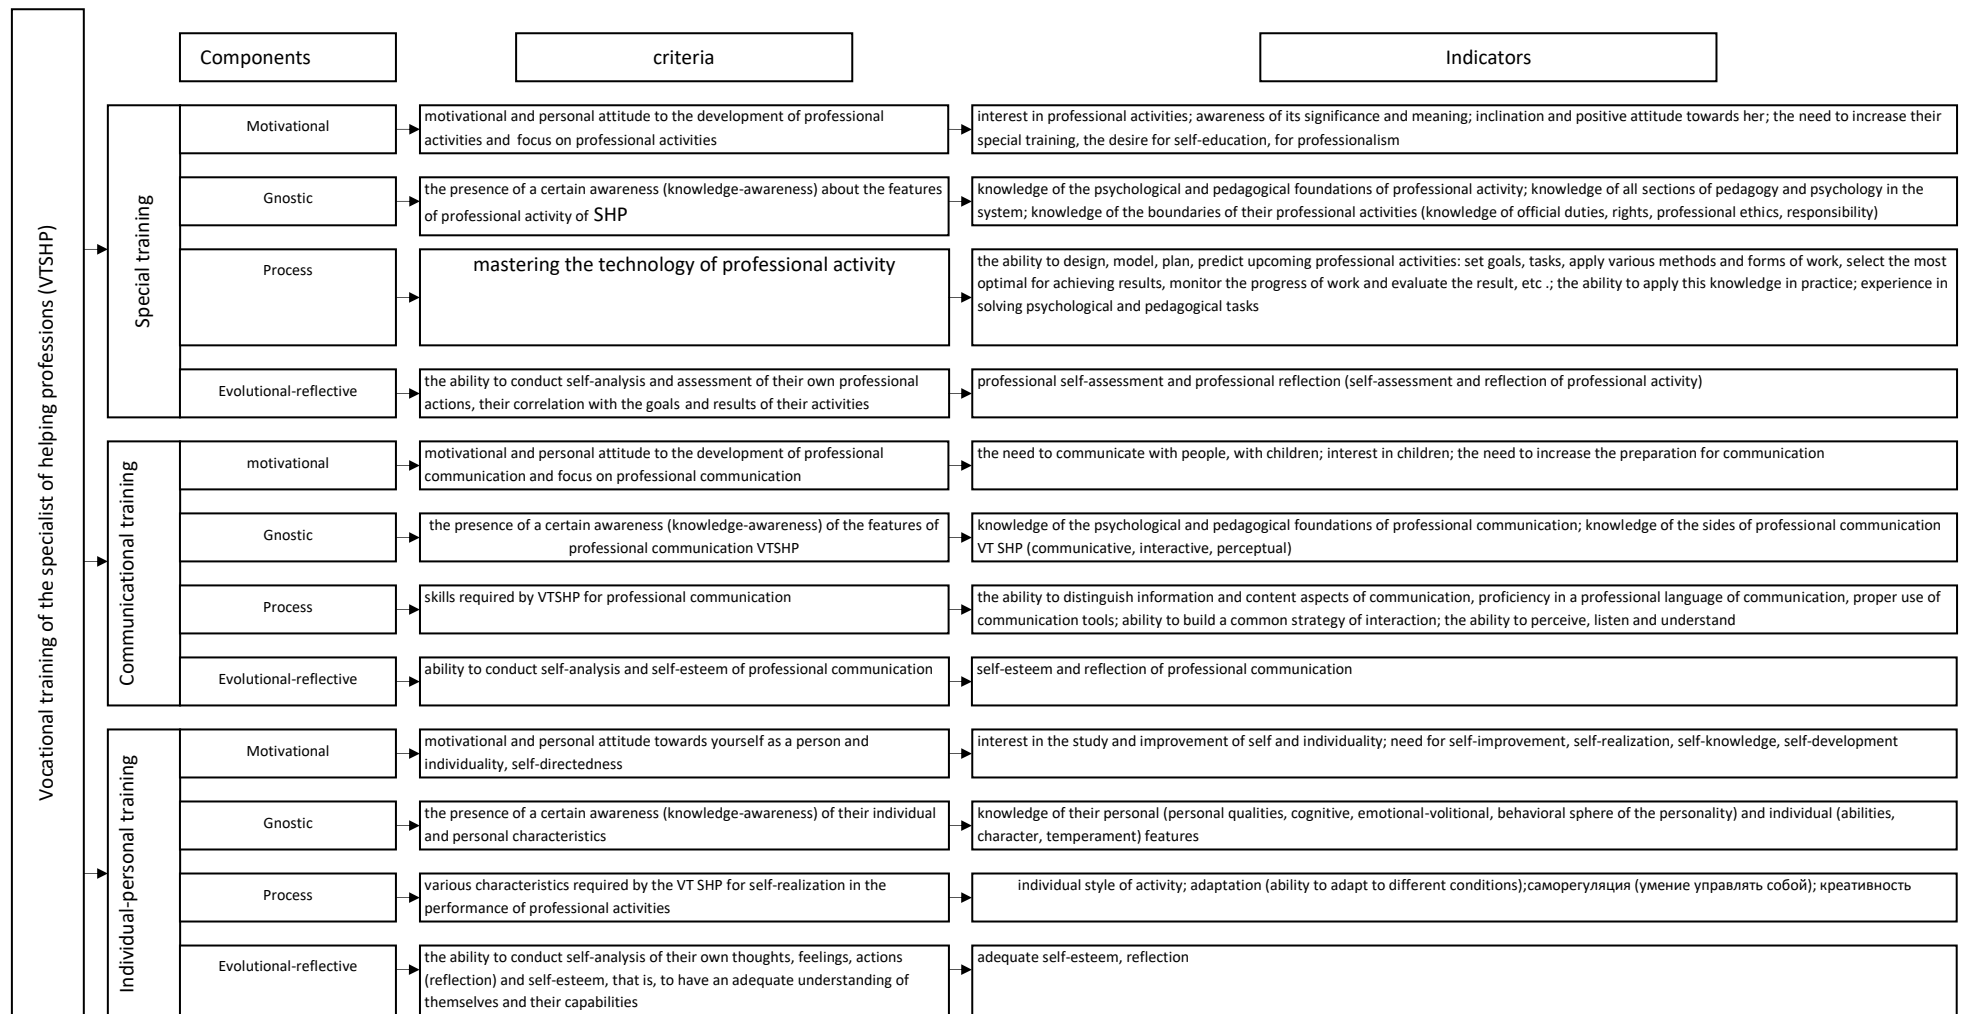 Vocational training of the specialist of helping professions (VTSHP)
Components
criteria
Indicators
Special training
Motivational
motivational and personal attitude to the development of professional
activities and focus on professional activities
interest in professional activities; awareness of its significance and meaning; inclination and positive attitude towards her; the need to increase their
special training, the desire for self-education, for professionalism
Gnostic
the presence of a certain awareness (knowledge-awareness) about the features
of professional activity of SHP
knowledge of the psychological and pedagogical foundations of professional activity; knowledge of all sections of pedagogy and psychology in the
system; knowledge of the boundaries of their professional activities (knowledge of official duties, rights, professional ethics, responsibility)
Process
mastering the technology of professional activity
the ability to design, model, plan, predict upcoming professional activities: set goals, tasks, apply various methods and forms of work, select the most
optimal for achieving results, monitor the progress of work and evaluate the result, etc .; the ability to apply this knowledge in practice; experience in
solving psychological and pedagogical tasks
Evolutional-reflective
the ability to conduct self-analysis and assessment of their own professional
actions, their correlation with the goals and results of their activities
professional self-assessment and professional reflection (self-assessment and reflection of professional activity)
Communicational training
motivational
motivational and personal attitude to the development of professional
communication and focus on professional communication
the need to communicate with people, with children; interest in children; the need to increase the preparation for communication
Gnostic
the presence of a certain awareness (knowledge-awareness) of the features of
professional communication VTSHP
knowledge of the psychological and pedagogical foundations of professional communication; knowledge of the sides of professional communication
VT SHP (communicative, interactive, perceptual)
Process
skills required by VTSHP for professional communication
the ability to distinguish information and content aspects of communication, proficiency in a professional language of communication, proper use of
communication tools; ability to build a common strategy of interaction; the ability to perceive, listen and understand
Evolutional-reflective
ability to conduct self-analysis and self-esteem of professional communication
self-esteem and reflection of professional communication
Individual-personal training
Motivational
motivational and personal attitude towards yourself as a person and
individuality, self-directedness
interest in the study and improvement of self and individuality; need for self-improvement, self-realization, self-knowledge, self-development
Gnostic
the presence of a certain awareness (knowledge-awareness) of their individual
and personal characteristics
knowledge of their personal (personal qualities, cognitive, emotional-volitional, behavioral sphere of the personality) and individual (abilities,
character, temperament) features
Process
various characteristics required by the VT SHP for self-realization in the
performance of professional activities
individual style of activity; adaptation (ability to adapt to different conditions);саморегуляция (умение управлять собой); креативность
Evolutional-reflective
the ability to conduct self-analysis of their own thoughts, feelings, actions
(reflection) and self-esteem, that is, to have an adequate understanding of
themselves and their capabilities
adequate self-esteem, reflection